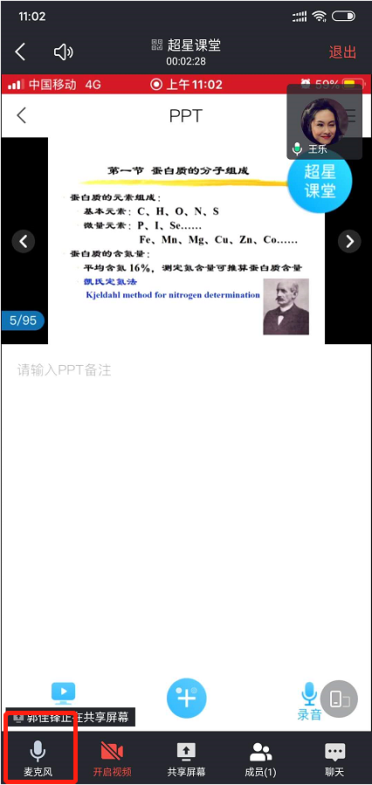 11:02
超星课堂
00:02:28
退出
中国移动 4G
上午11:02
59%
PPT
王乐
超星
课堂
第一节 蛋白质的分子组成
蛋白质的元素组成:
基本元素: C、H、O、N、S
微量元素: P、I、Se……
Fe、Mn、Mg、Cu、Zn、Co……
蛋白质的含氮量:
平均含氮16%, 测定氮含量可推算蛋白质含量
凯氏定氮法
Kjeldahl method for nitrogen determination
5/95
请输入PPT备注
录音
郭佳锋正在共享屏幕
麦克风
开启视频
共享屏幕
成员(1)
聊天